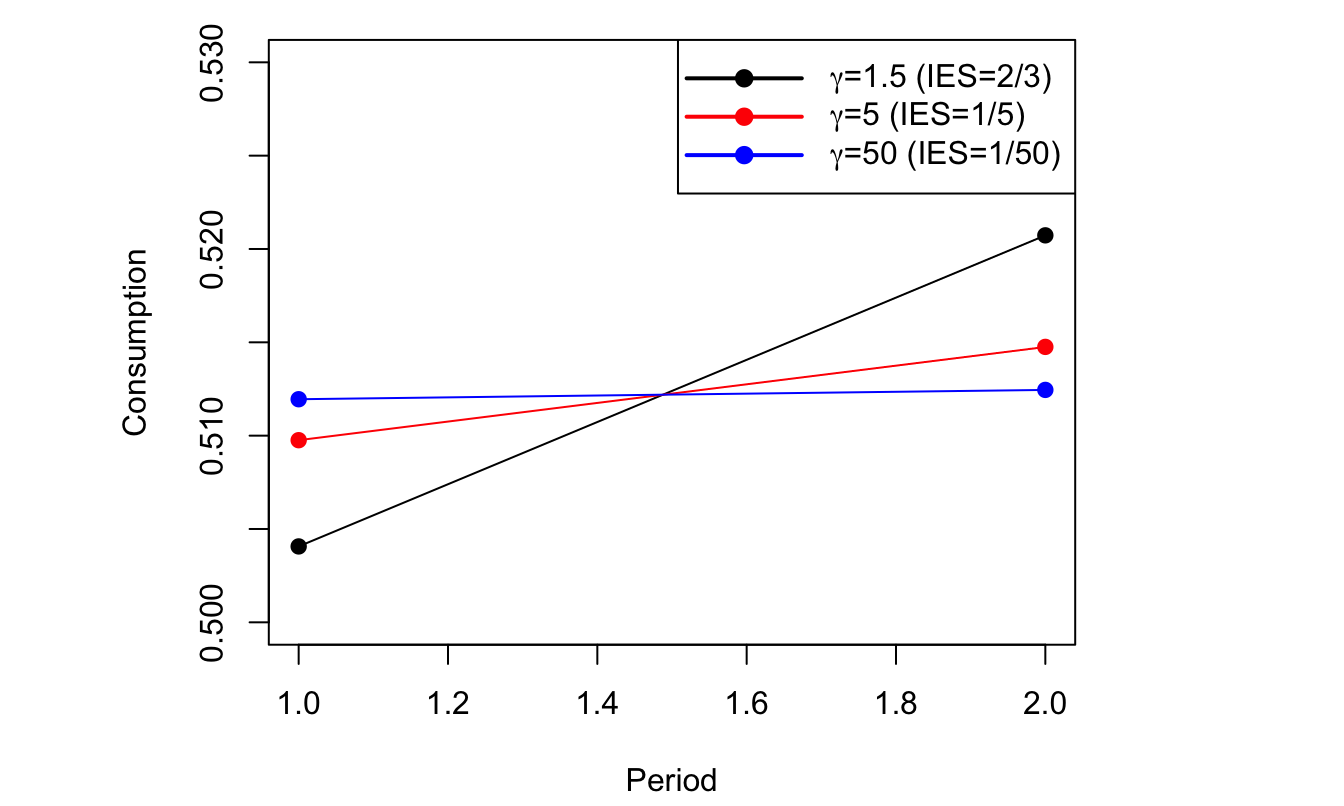 γ=1.5 (IES=2/3)
γ=5 (IES=1/5)
γ=50 (IES=1/50)
Consumption
0.530
0.520
0.510
0.500
1.0 1.2 1.4 1.6 1.8 2.0
Period